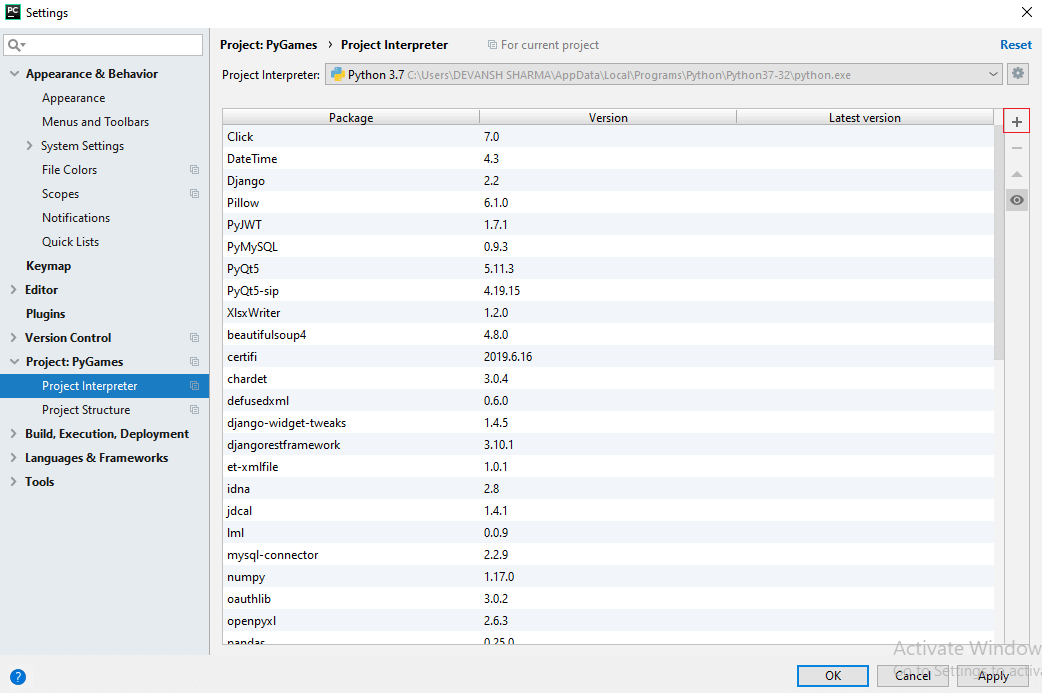 PC Settings
Project: PyGames › Project Interpreter For current project Reset
Project Interpreter: Python 3.7 C:\Users\DEVANSH SHARMA\AppData\Local\Programs\Python\Python37-32\python.exe
Appearance & Behavior
Appearance
Menus and Toolbars
System Settings
File Colors
Scopes
Notifications
Quick Lists
Keymap
Editor
Plugins
Version Control
Project: PyGames
Project Interpreter
Project Structure
Build, Execution, Deployment
Languages & Frameworks
Tools
Package Version Latest version
Click 7.0
DateTime 4.3
Django 2.2
Pillow 6.1.0
PyJWT 1.7.1
PyMySQL 0.9.3
PyQt5 5.11.3
PyQt5-sip 4.19.15
XlsxWriter 1.2.0
beautifulsoup4 4.8.0
certifi 2019.6.16
chardet 3.0.4
defusedxml 0.6.0
django-widget-tweaks 1.4.5
djangorestframework 3.10.1
et-xmlfile 1.0.1
idna 2.8
jdcal 1.4.1
lml 0.0.9
mysql-connector 2.2.9
numpy 1.17.0
oauthlib 3.0.2
openpyxl 2.6.3
pandas 0.25.0
Activate Window
Go to Settings to activa
? OK Cancel Apply